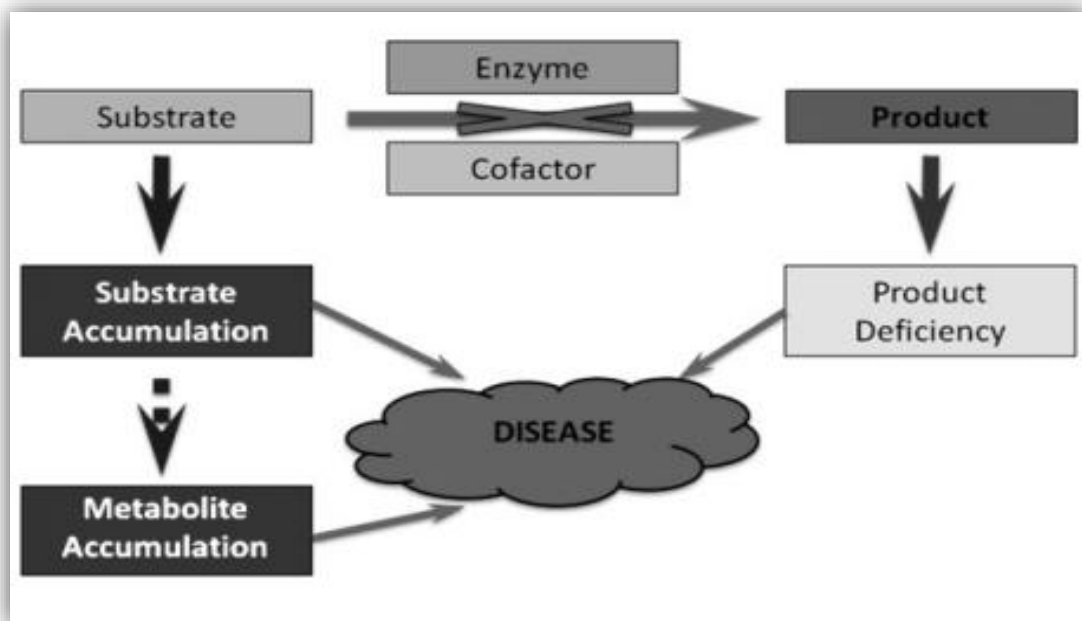 Enzyme
Substrate
Product
Cofactor
Substrate
Accumulation
Product
Deficiency
DISEASE
Metabolite
Accumulation